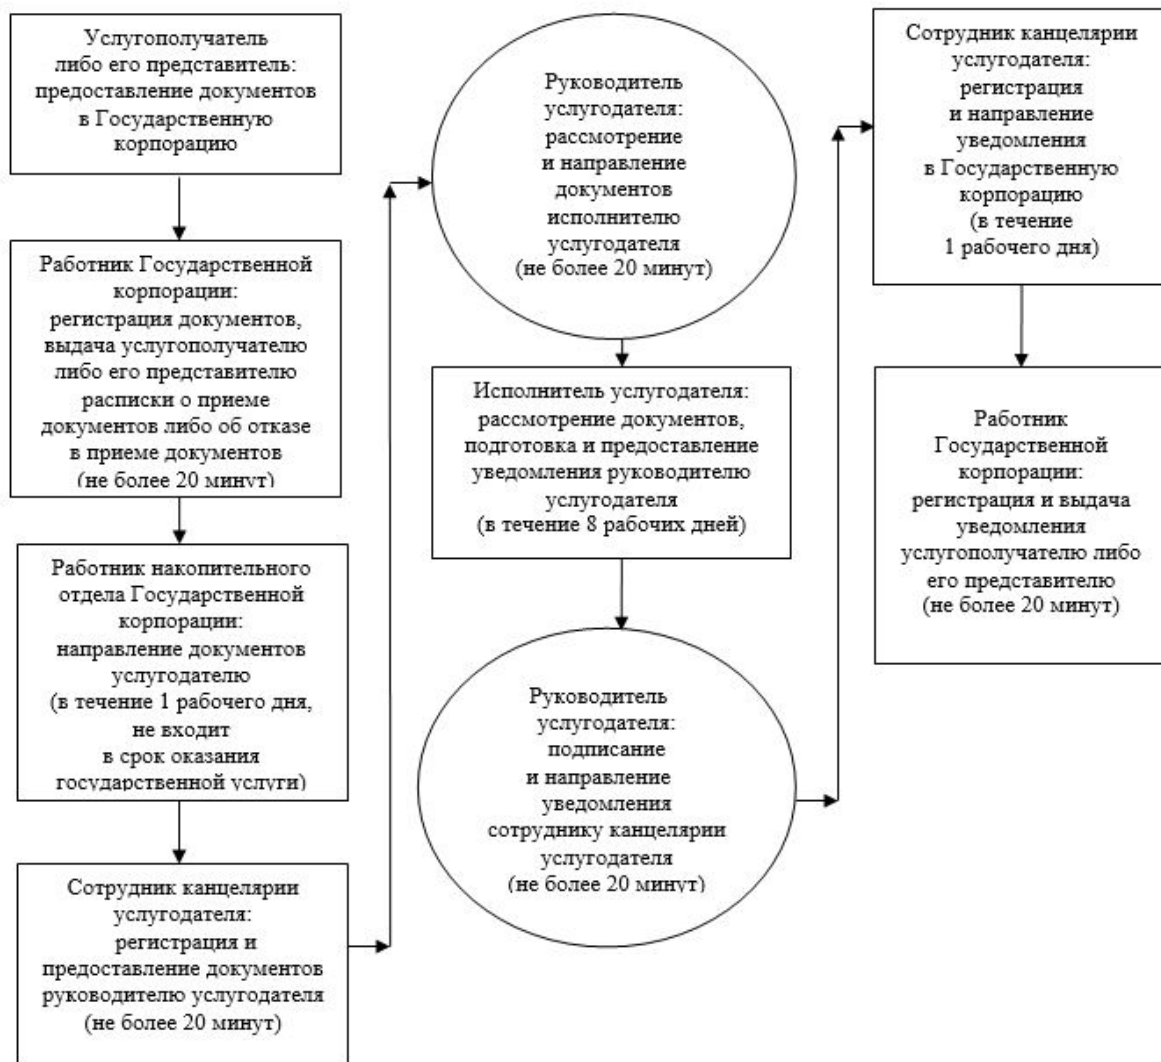 Услугополучатель
либо его представитель:
предоставление документов
в Государственную
корпорацию
Работник Государственной
корпорации:
регистрация документов,
выдача услугополучателю
либо его представителю
расписки о приеме
документов либо об отказе
в приеме документов
(не более 20 минут)
Работник накопительного
отдела Государственной
корпорации:
направление документов
услугодателю
(в течение 1 рабочего дня,
не входит
в срок оказания
государственной услуги)
Сотрудник канцелярии
услугодателя:
регистрация и
предоставление документов
руководителю услугодателя
(не более 20 минут)
Руководитель
услугодателя:
рассмотрение
и направление
документов
исполнителю
услугодателя
(не более 20 минут)
Исполнитель услугодателя:
рассмотрение документов,
подготовка и предоставление
уведомления руководителю
услугодателя
(в течение 8 рабочих дней)
Руководитель
услугодателя:
подписание
и направление
уведомления
сотруднику канцелярии
услугодателя
(не более 20 минут)
Сотрудник канцелярии
услугодателя:
регистрация
и направление
уведомления
в Государственную
корпорацию
(в течение
1 рабочего дня)
Работник
Государственной
корпорации:
регистрация и выдача
уведомления
услугополучателю либо
его представителю
(не более 20 минут)